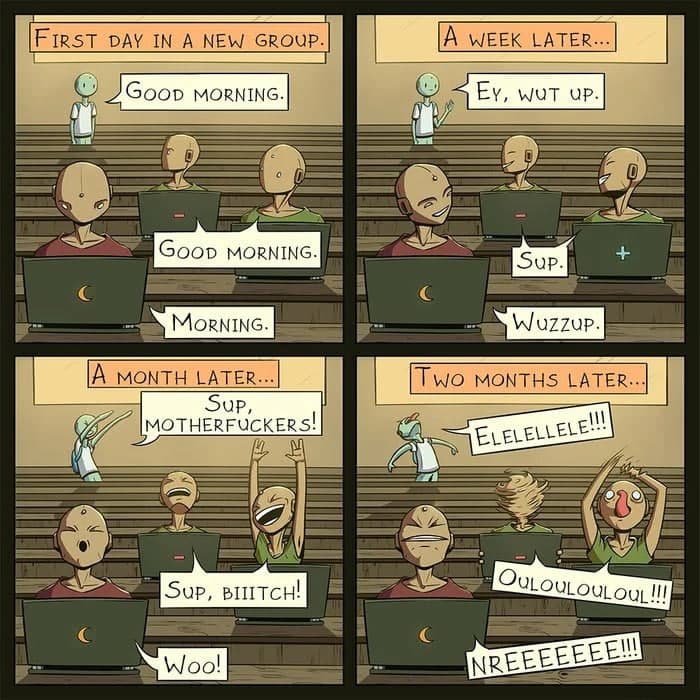 FIRST DAY IN A NEW GROUP.
GOOD MORNING.
GOOD MORNING.
MORNING.
A WEEK LATER...
EY, WUT UP.
SUP.
WUZZUP.
A MONTH LATER...
SUP,
MOTHERFUCKERS!
SUP, BIIITCH!
WOO!
TWO MONTHS LATER...
ELELELLELE!!!
OULOULOULOUL!!!
NREEEEEEE!!!